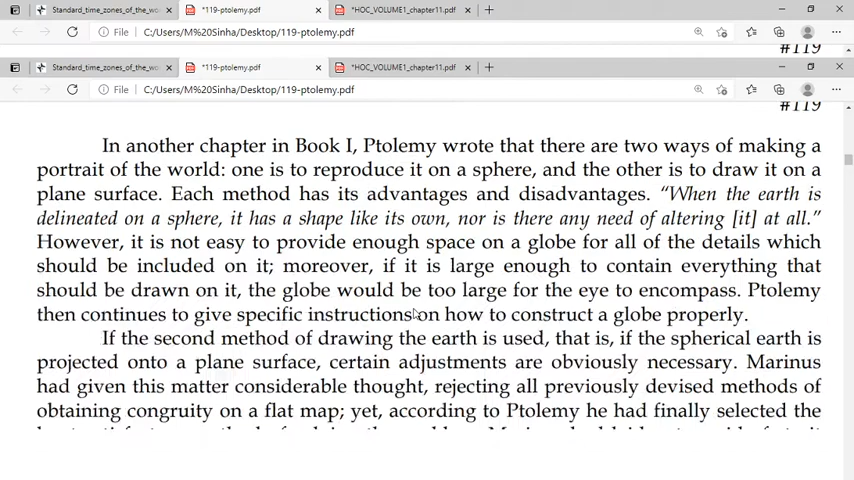 Standard_time_zones_of_the_wo
*119-ptolemy.pdf
*HOC_VOLUME1_chapter11.pdf
File C:/Users/M%20Sinha/Desktop/119-ptolemy.pdf
#119
Standard_time_zones_of_the_wo
*119-ptolemy.pdf
*HOC_VOLUME1_chapter11.pdf
File C:/Users/M%20Sinha/Desktop/119-ptolemy.pdf
#119
In another chapter in Book I, Ptolemy wrote that there are two ways of making a
portrait of the world: one is to reproduce it on a sphere, and the other is to draw it on a
plane surface. Each method has its advantages and disadvantages. “When the earth is
delineated on a sphere, it has a shape like its own, nor is there any need of altering [it] at all.”
However, it is not easy to provide enough space on a globe for all of the details which
should be included on it; moreover, if it is large enough to contain everything that
should be drawn on it, the globe would be too large for the eye to encompass. Ptolemy
then continues to give specific instructions on how to construct a globe properly.
If the second method of drawing the earth is used, that is, if the spherical earth is
projected onto a plane surface, certain adjustments are obviously necessary. Marinus
had given this matter considerable thought, rejecting all previously devised methods of
obtaining congruity on a flat map; yet, according to Ptolemy he had finally selected the